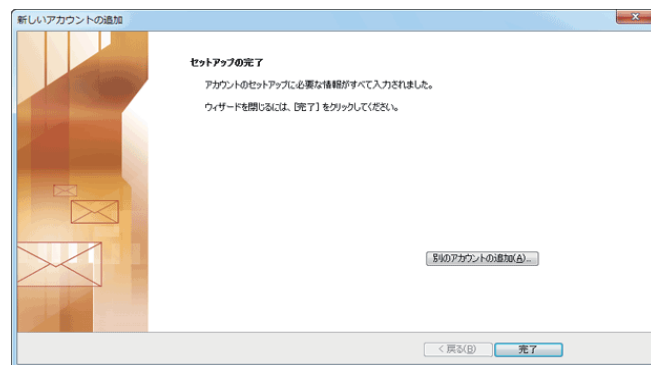 新しいアカウントの追加
セットアップの完了
アカウントのセットアップに必要な情報がすべて入力されました。
ウィザードを閉じるには、[完了] をクリックしてください。
別のアカウントの追加(A)...
< 戻る(B)
完了